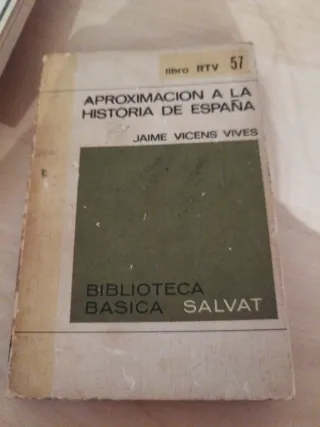 libro RTV 57
APROXIMACION A LA
HISTORIA DE ESPAÑA
JAIME VICENS VIVES
BIBLIOTECA
BASICA SALVAT